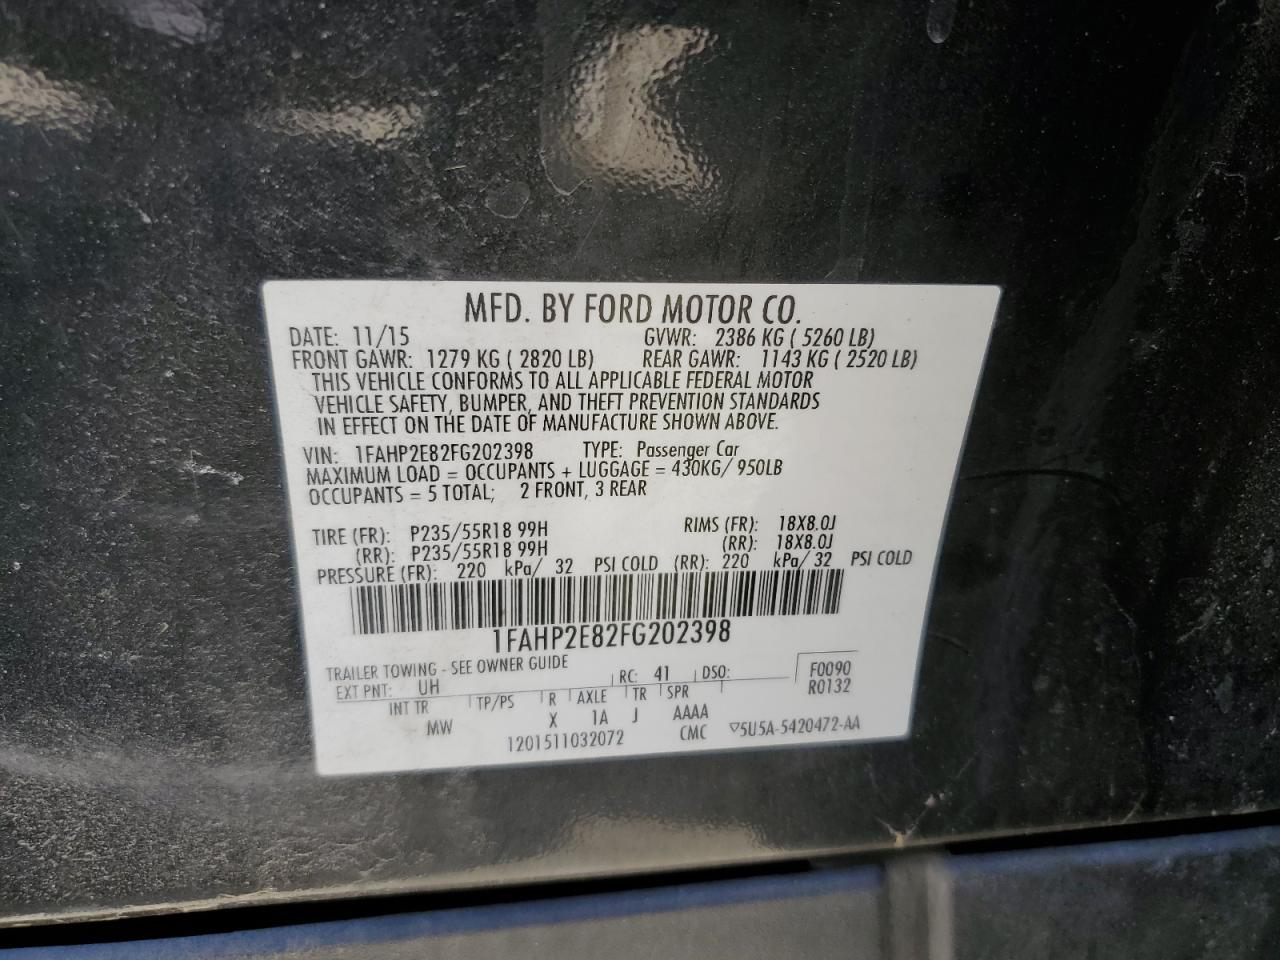 MFD. BY FORD MOTOR CO.
DATE: 11/15 GVWR: 2386 KG ( 5260 LB)
FRONT GAWR: 1279 KG ( 2820 LB) REAR GAWR: 1143 KG ( 2520 LB)
THIS VEHICLE CONFORMS TO ALL APPLICABLE FEDERAL MOTOR
VEHICLE SAFETY, BUMPER, AND THEFT PREVENTION STANDARDS
IN EFFECT ON THE DATE OF MANUFACTURE SHOWN ABOVE.
VIN: 1FAHP2E82FG202398 TYPE: Passenger Car
MAXIMUM LOAD = OCCUPANTS + LUGGAGE = 430KG/ 950LB
OCCUPANTS = 5 TOTAL; 2 FRONT, 3 REAR
TIRE (FR): P235/55R18 99H RIMS (FR): 18X8.0J
(RR): P235/55R18 99H (RR): 18X8.0J
PRESSURE (FR): 220 kPa/ 32 PSI COLD (RR): 220 kPa/ 32 PSI COLD
1FAHP2E82FG202398
TRAILER TOWING - SEE OWNER GUIDE
EXT PNT: UH RC: 41 DSO: F0090
R0132
INT TR TP/PS R AXLE TR SPR
MW X 1A J AAAA
1201511032072 CMC ▽5U5A-5420472-AA